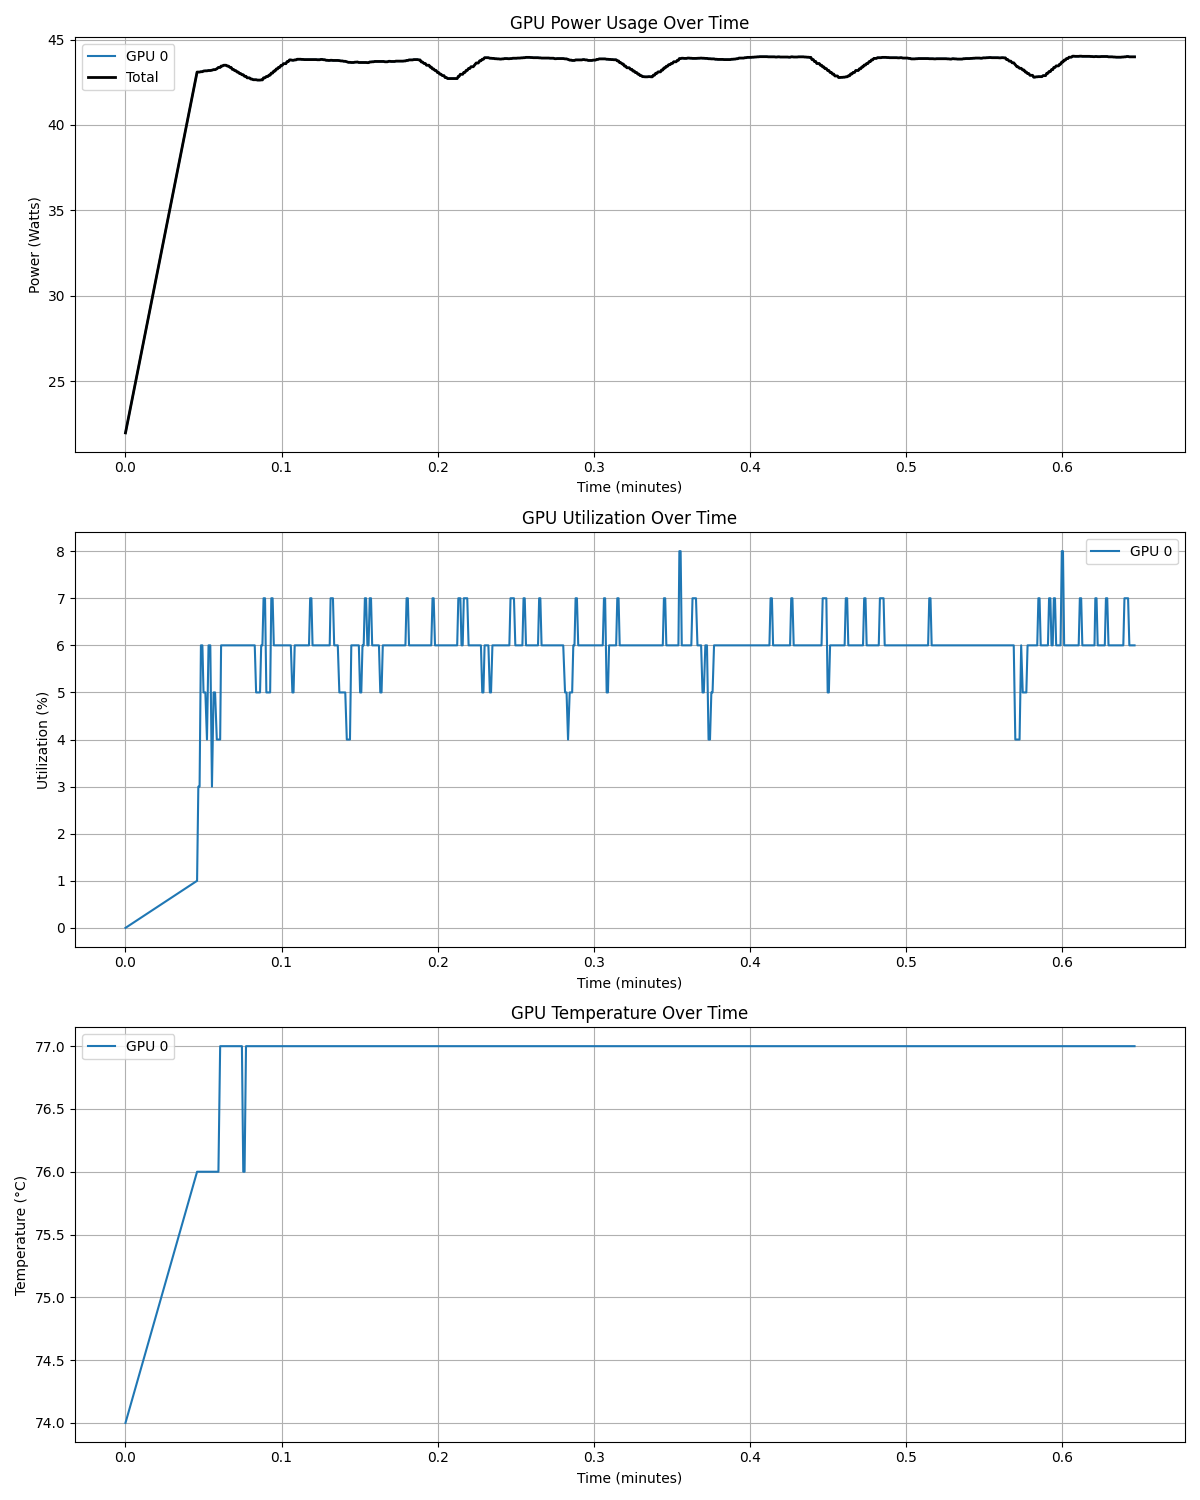 GPU Power Usage Over Time
GPU 0
Total
45
40
35
30
25
Power (Watts)
0.0 0.1 0.2 0.3 0.4 0.5 0.6
Time (minutes)
GPU Utilization Over Time
GPU 0
8
7
6
5
4
3
2
1
0
Utilization (%)
0.0 0.1 0.2 0.3 0.4 0.5 0.6
Time (minutes)
GPU Temperature Over Time
GPU 0
77.0
76.5
76.0
75.5
75.0
74.5
74.0
Temperature (°C)
0.0 0.1 0.2 0.3 0.4 0.5 0.6
Time (minutes)